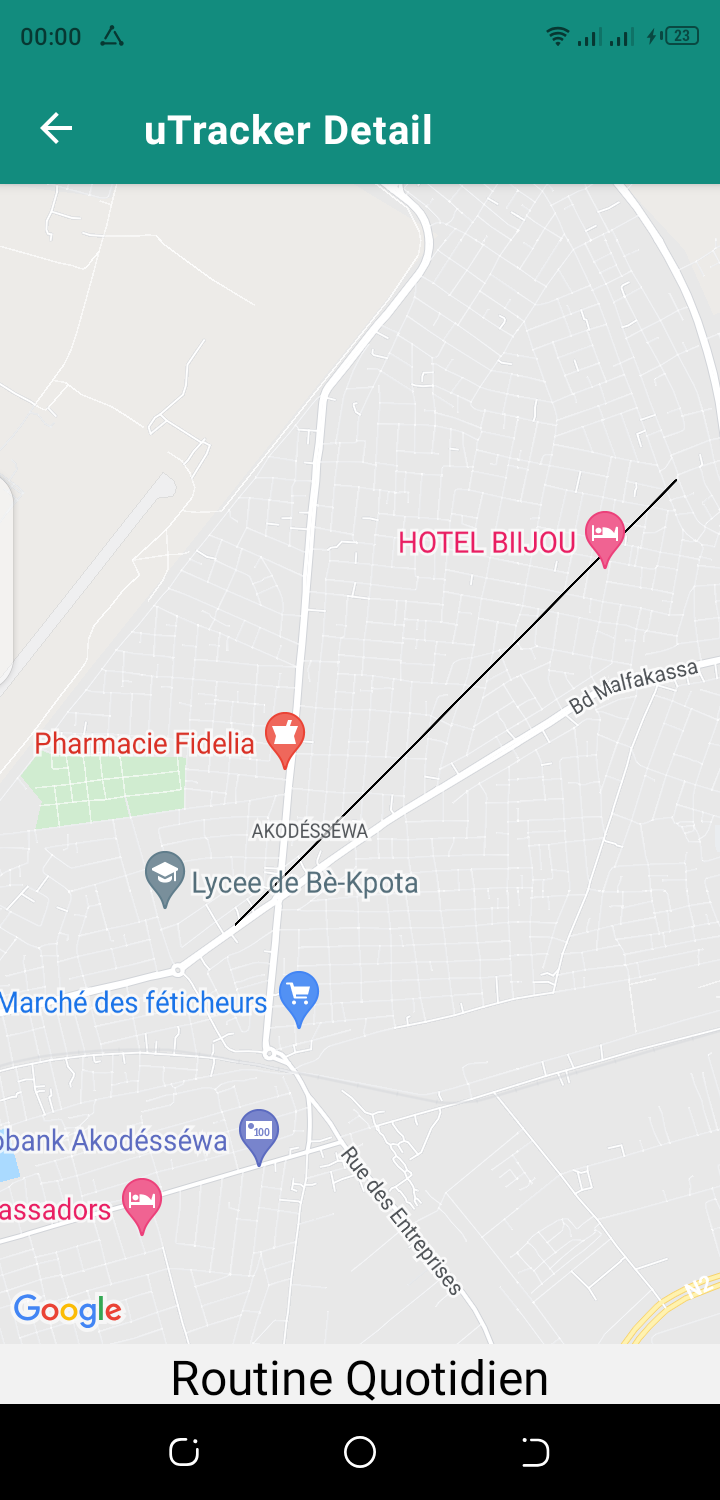 00:00
23
uTracker Detail
HOTEL BIIJOU
Bd Malfakassa
Pharmacie Fidelia
AKODÉSSÉWA
Lycee de Bè-Kpota
Marché des féticheurs
100
obank Akodésséwa
Rue des Entreprises
assadors
N2
Google
Routine Quotidien